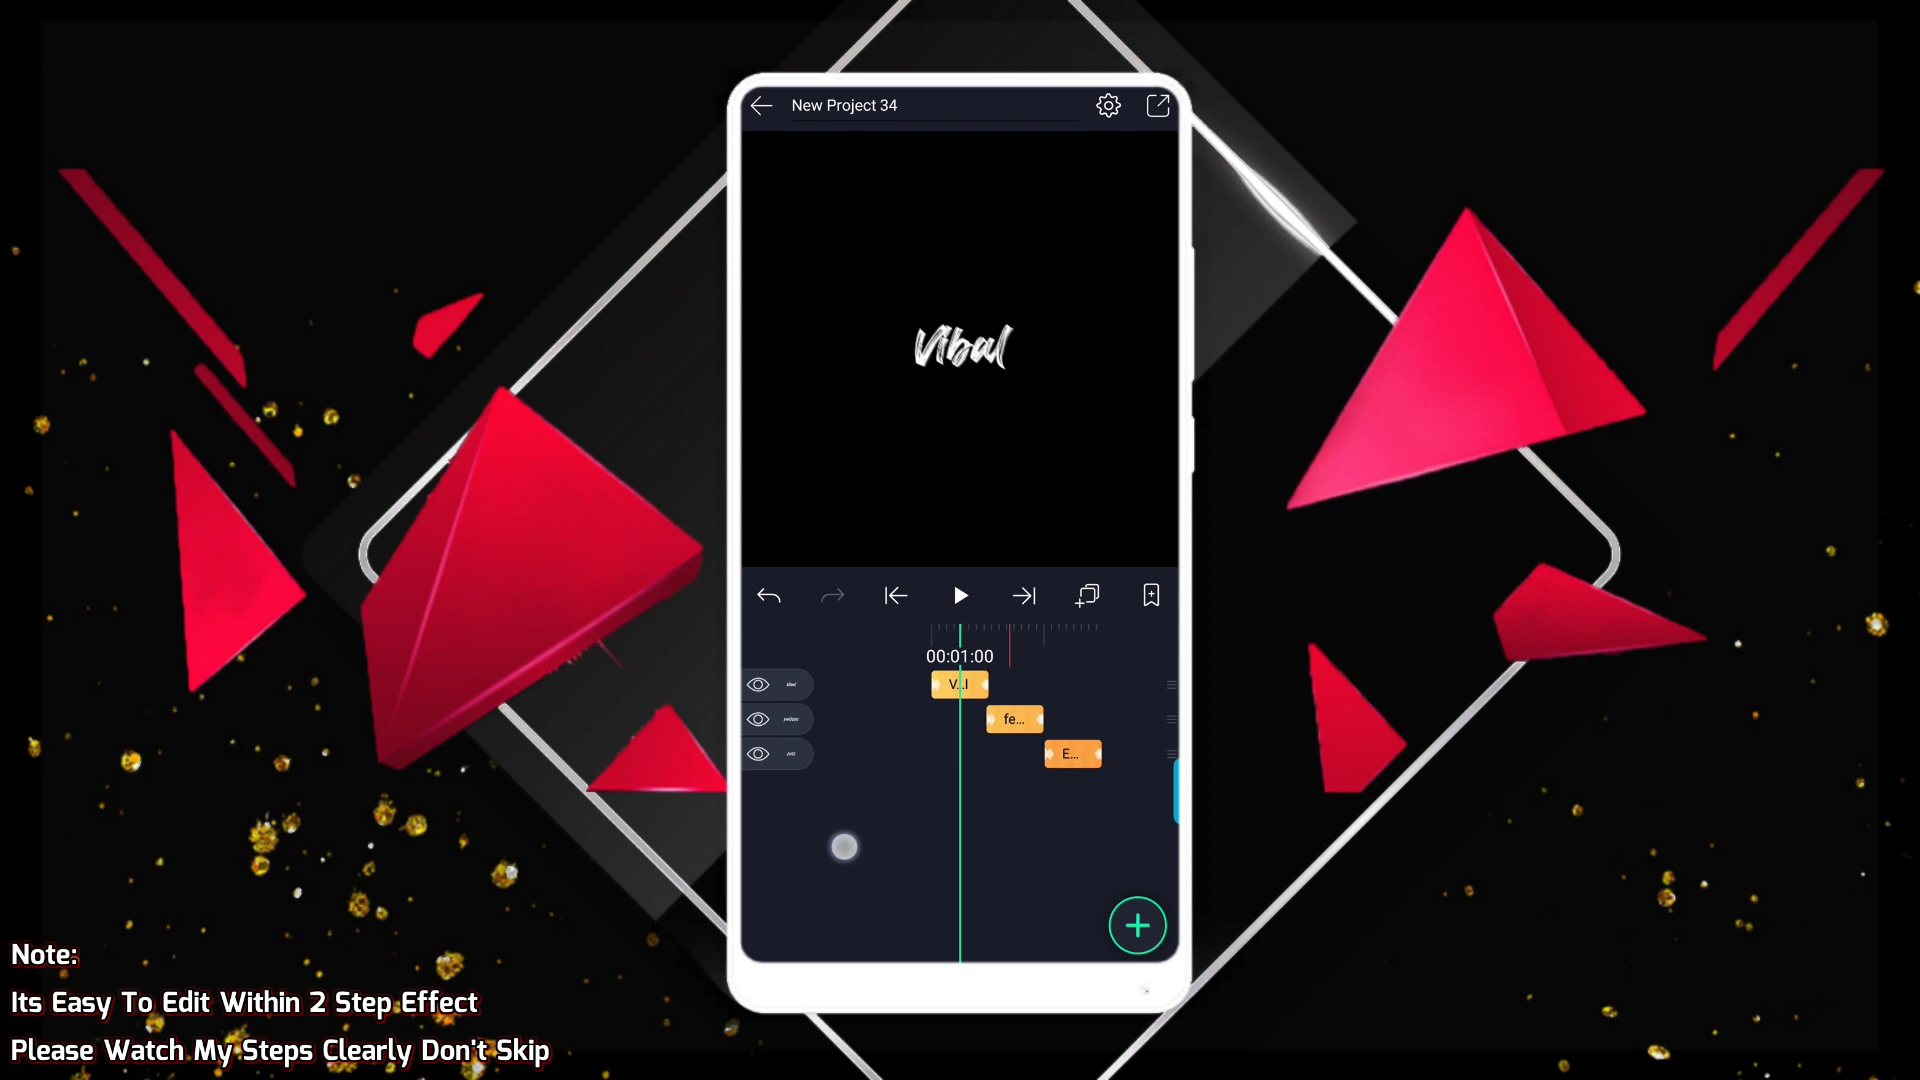 New Project 34
Vibal
00:01:00
V...l
fe...
E...
Note:
Its Easy To Edit Within 2 Step Effect
Please Watch My Steps Clearly Don't Skip